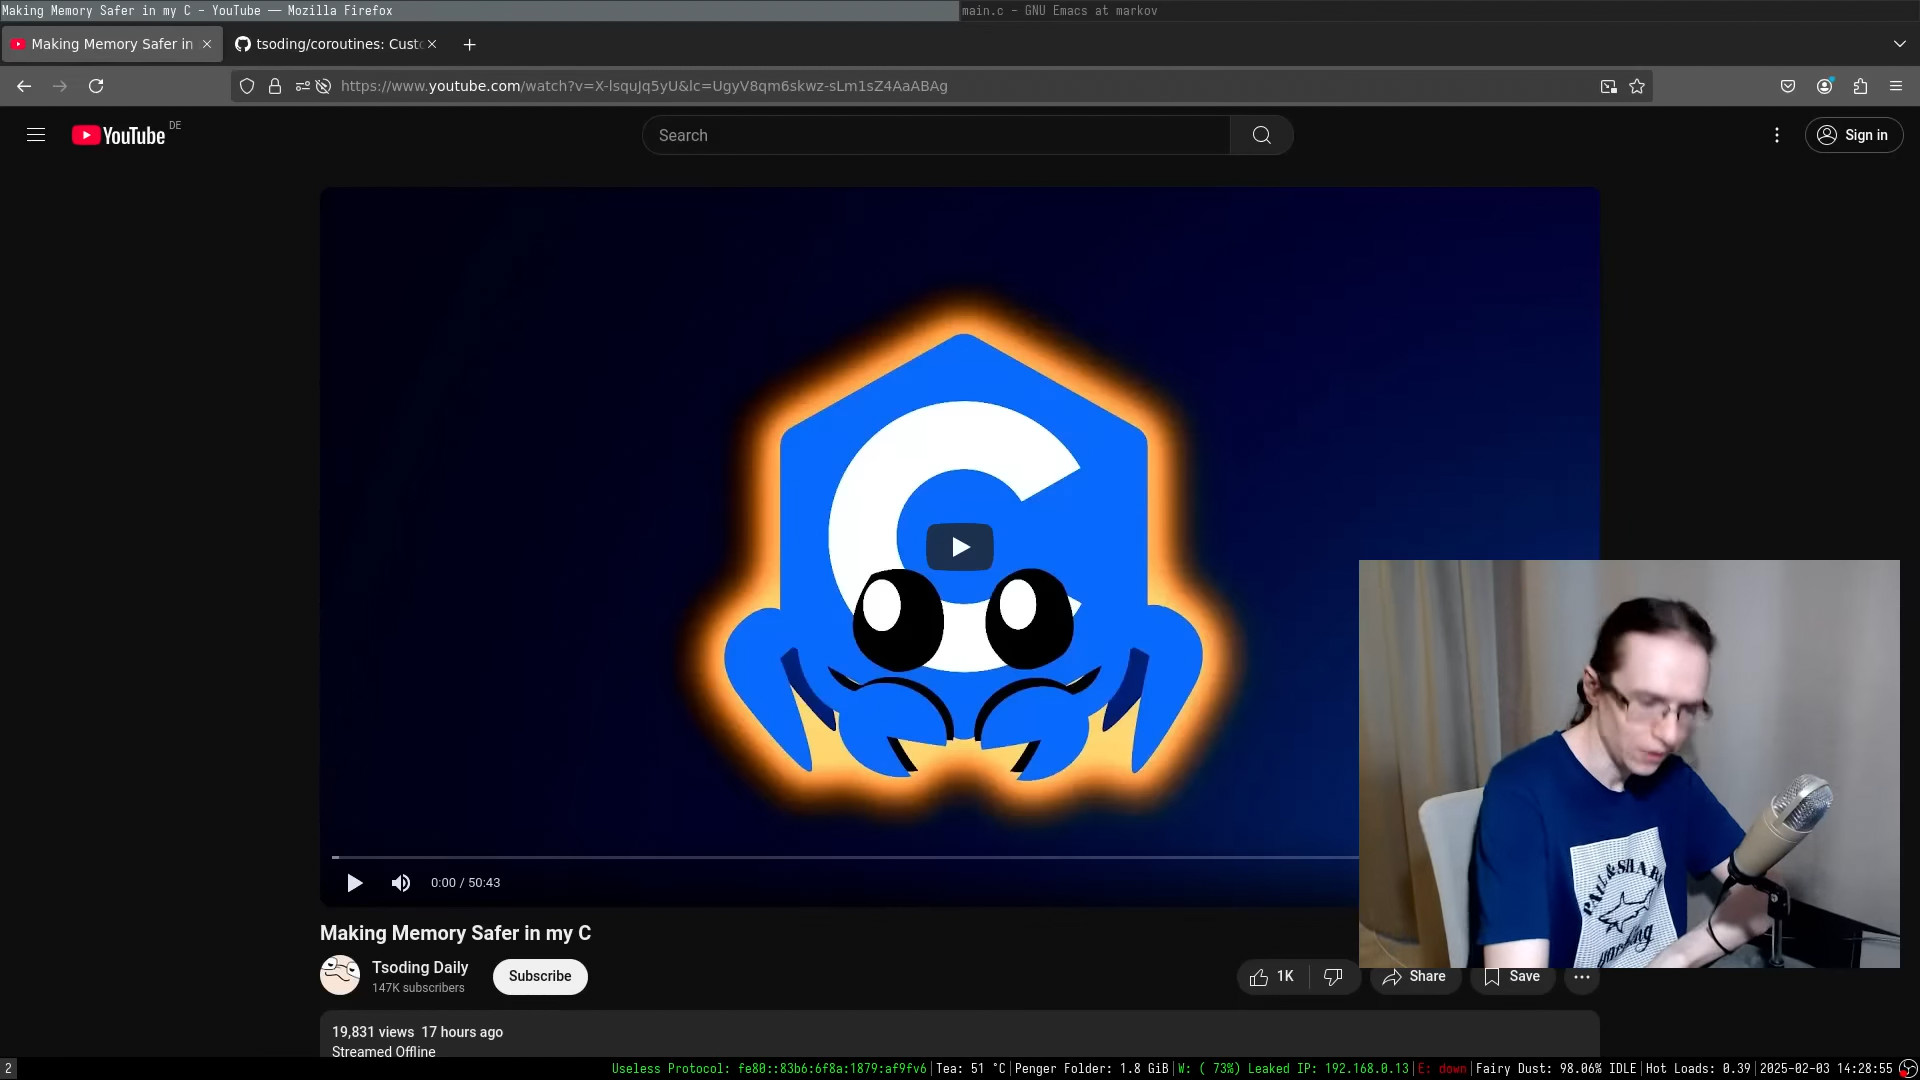 Making Memory Safer in my C - YouTube — Mozilla Firefox
main.c - GNU Emacs at markov
Making Memory Safer in
tsoding/coroutines: Cust
https://www.youtube.com/watch?v=X-lsquJq5yU&lc=UgyV8qm6skwz-sLm1sZ4AaABAg
YouTube DE
Search
Sign in
C
0:00 / 50:43
Making Memory Safer in my C
Tsoding Daily
147K subscribers
Subscribe
1K
Share
Save
19,831 views 17 hours ago
Streamed Offline
PAUL & SHARK
yachting
2
Useless Protocol: fe80::83b6:6f8a:1879:af9fv6
Tea: 51 °C
Penger Folder: 1.8 GiB
W: ( 73%) Leaked IP: 192.168.0.13
E: down
Fairy Dust: 98.06% IDLE
Hot Loads: 0.39
2025-02-03 14:28:55